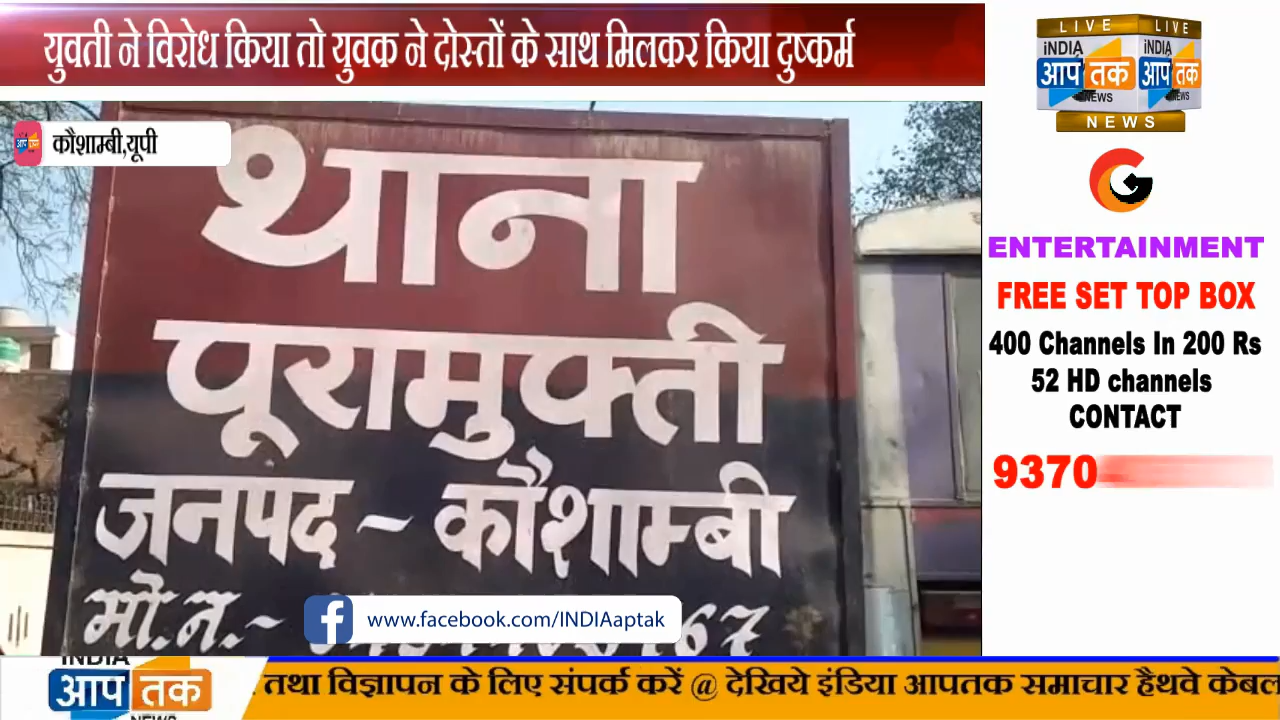 युवती ने विरोध किया तो युवक ने दोस्तों के साथ मिलकर किया दुष्कर्म
कौशाम्बी,यूपी
थाना
पूरामुक्ती
जनपद ~ कौशाम्बी
मो.न.~ 67
www.facebook.com/INDIAaptak
LIVE LIVE
iNDIA iNDIA
आप तक आप तक
NEWS NEWS
NEWS
G
ENTERTAINMENT
FREE SET TOP BOX
400 Channels In 200 Rs
52 HD channels
CONTACT
9370
INDIA
आप तक
NEWS
तथा विज्ञापन के लिए संपर्क करें @ देखिये इंडिया आपतक समाचार हैथवे केबल